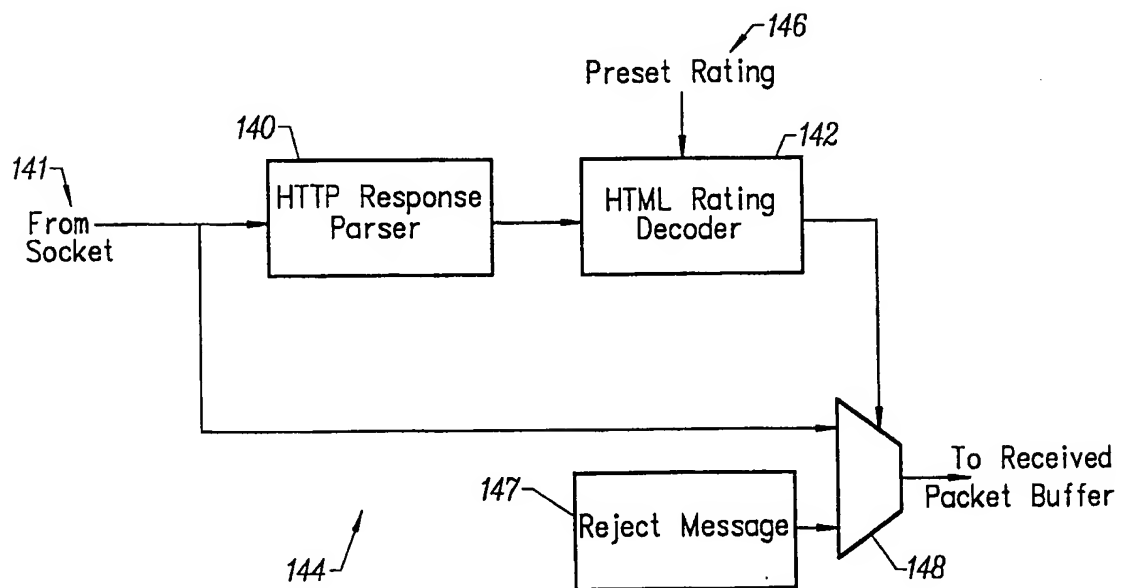 146
Preset Rating
140
142
141
HTTP Response
Parser
HTML Rating
Decoder
From
Socket
To Received
Packet Buffer
147
Reject Message
148
144